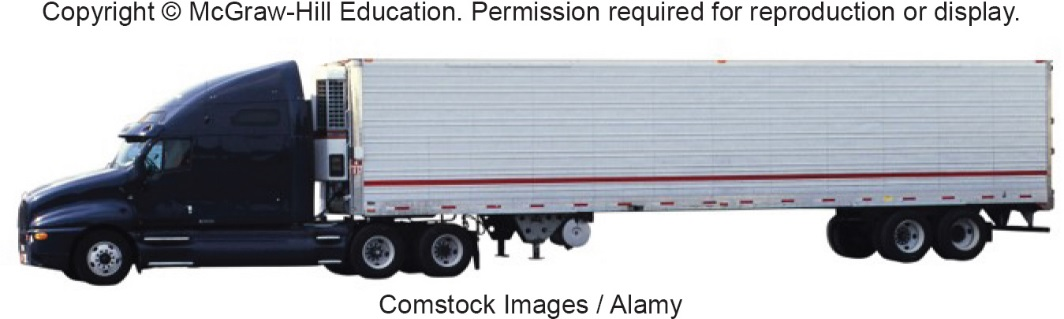 Copyright © McGraw-Hill Education. Permission required for reproduction or display.
Comstock Images / Alamy